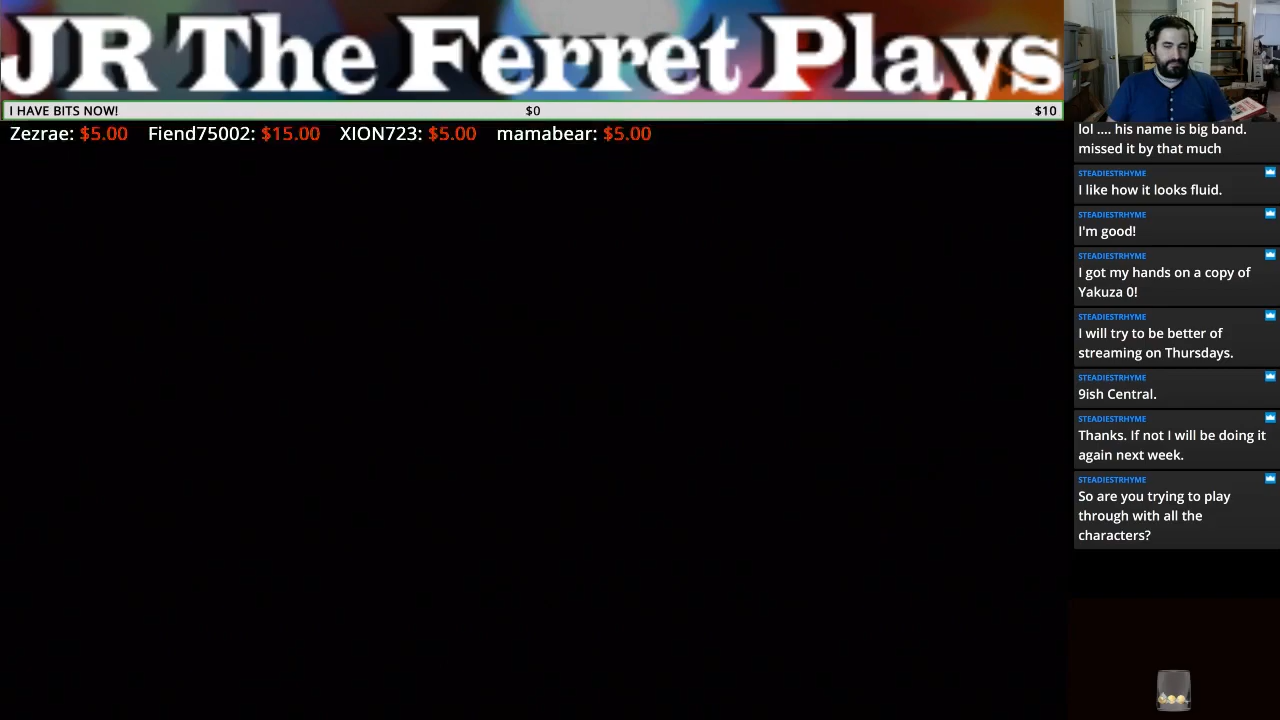 JR The Ferret Plays
I HAVE BITS NOW! $0 $10
Zezrae: $5.00 Fiend75002: $15.00 XION723: $5.00 mamabear: $5.00
lol .... his name is big band.
missed it by that much
STEADIESTRHYME
I like how it looks fluid.
STEADIESTRHYME
I'm good!
STEADIESTRHYME
I got my hands on a copy of
Yakuza 0!
STEADIESTRHYME
I will try to be better of
streaming on Thursdays.
STEADIESTRHYME
9ish Central.
STEADIESTRHYME
Thanks. If not I will be doing it
again next week.
STEADIESTRHYME
So are you trying to play
through with all the
characters?